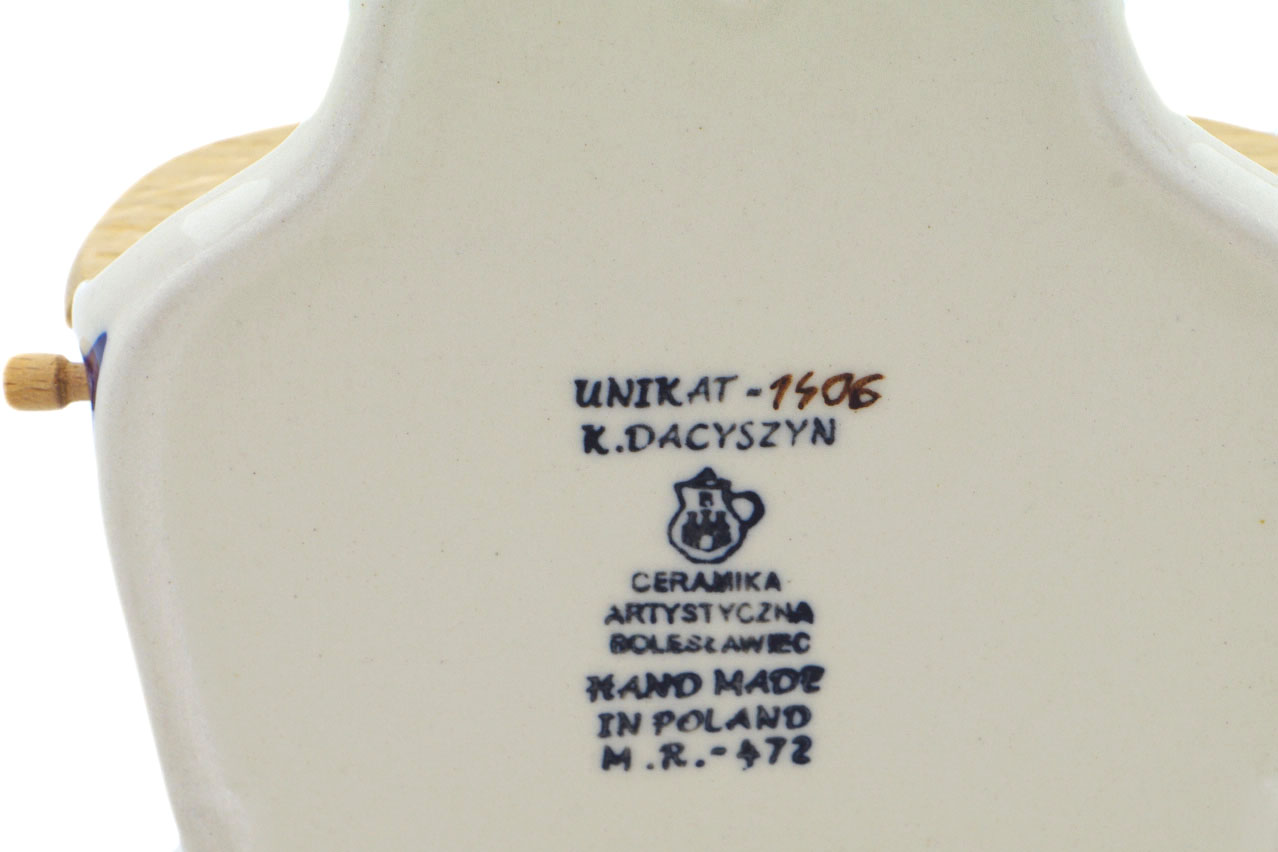 UNIKAT-1406
K.DACYSZYN
B
CERAMIKA
ARTYSTYCZNA
BOLESŁAWIEC
HAND MADE
IN POLAND
M.R.-472